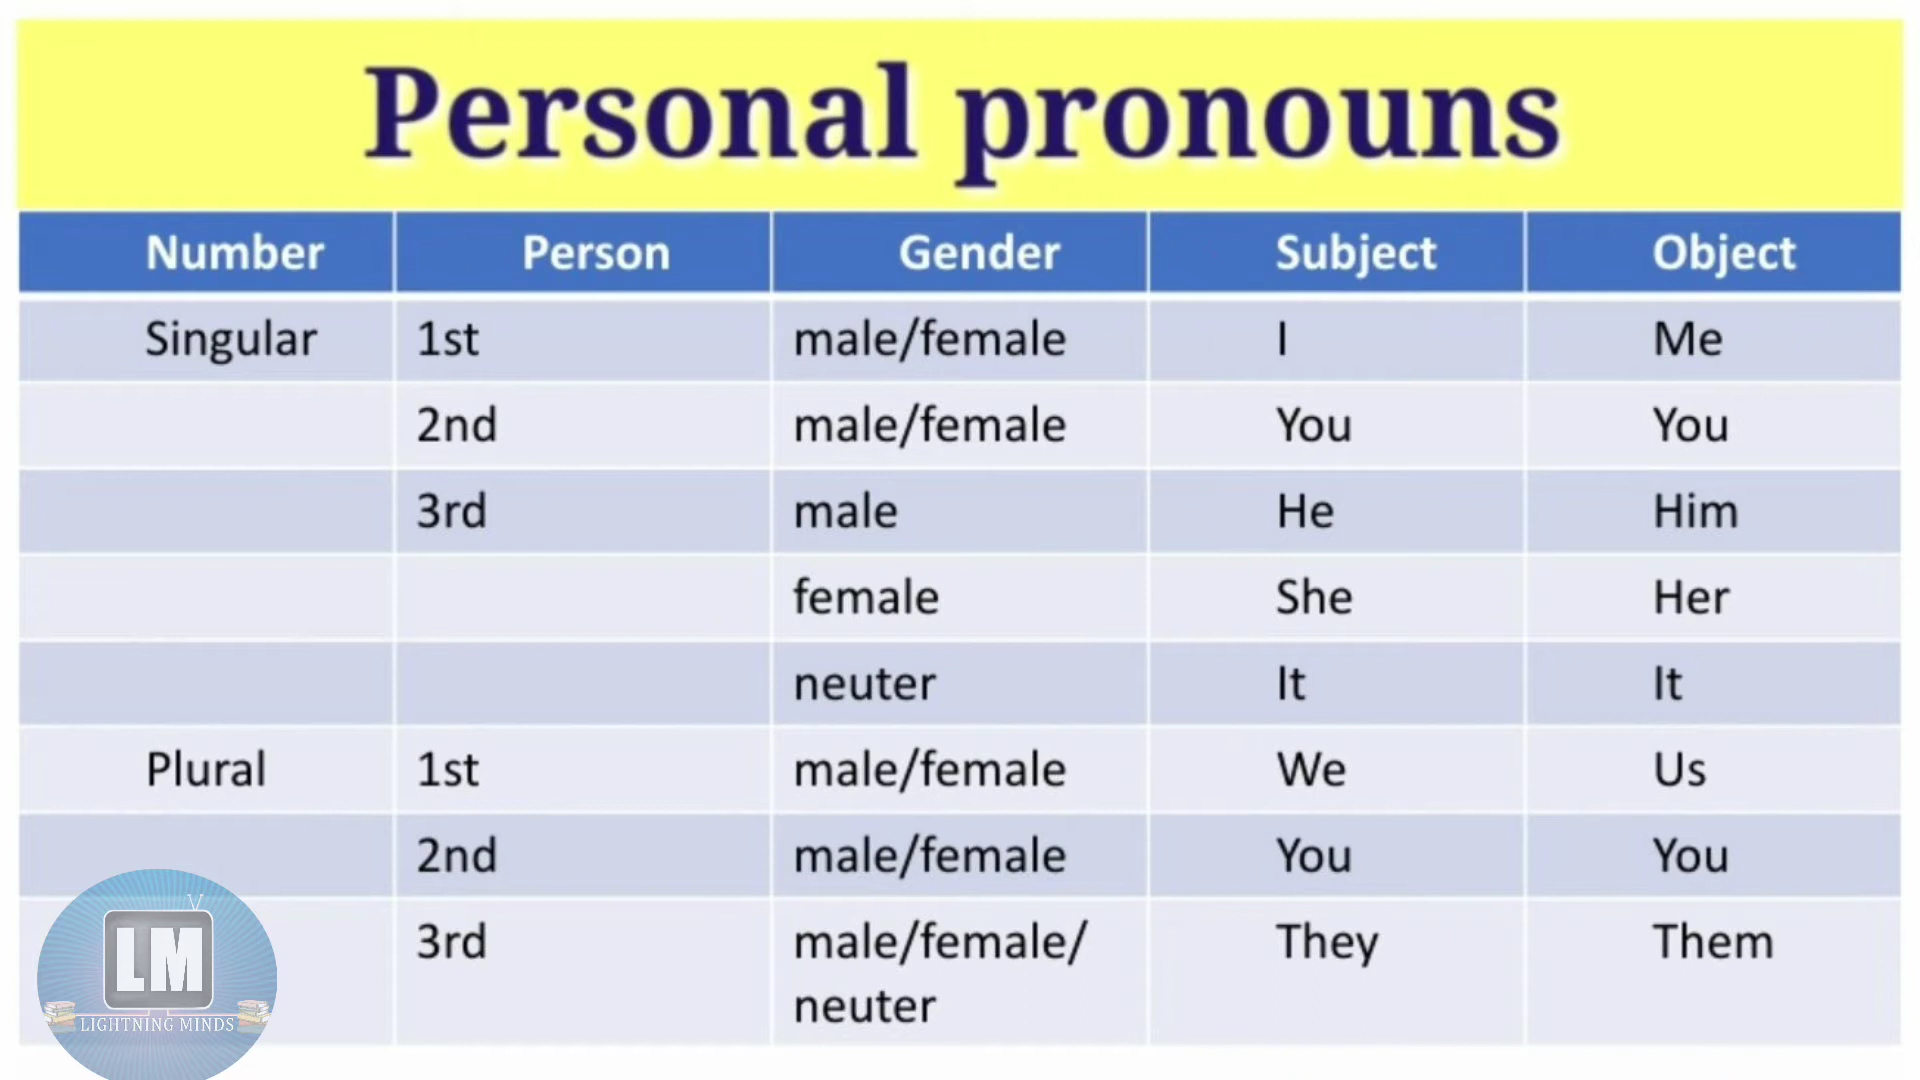 Personal pronouns
Number Person Gender Subject Object
Singular 1st male/female I Me
2nd male/female You You
3rd male He Him
female She Her
neuter It It
Plural 1st male/female We Us
2nd male/female You You
3rd male/female/ They Them
neuter
LM
LIGHTNING MINDS